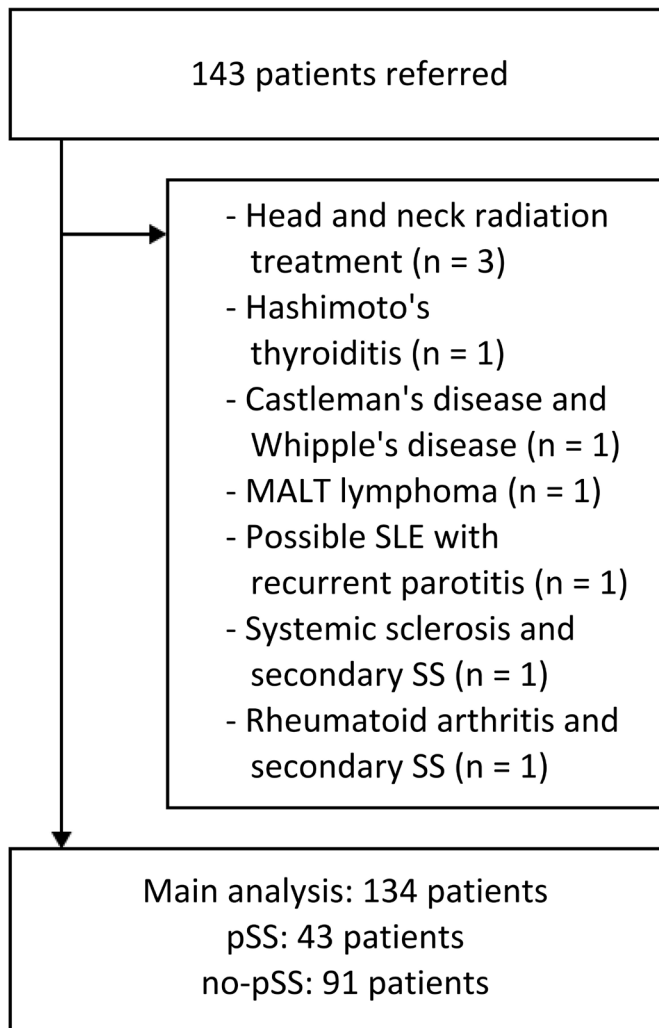 143 patients referred
- Head and neck radiation
treatment (n = 3)
- Hashimoto's
thyroiditis (n = 1)
- Castleman's disease and
Whipple's disease (n = 1)
- MALT lymphoma (n = 1)
- Possible SLE with
recurrent parotitis (n = 1)
- Systemic sclerosis and
secondary SS (n = 1)
- Rheumatoid arthritis and
secondary SS (n = 1)
Main analysis: 134 patients
pSS: 43 patients
no-pSS: 91 patients